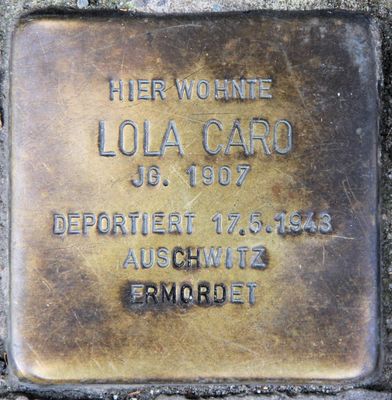 HIER WOHNTE
LOLA CARO
JG. 1907
DEPORTIERT 17.5.1943
AUSCHWITZ
ERMORDET